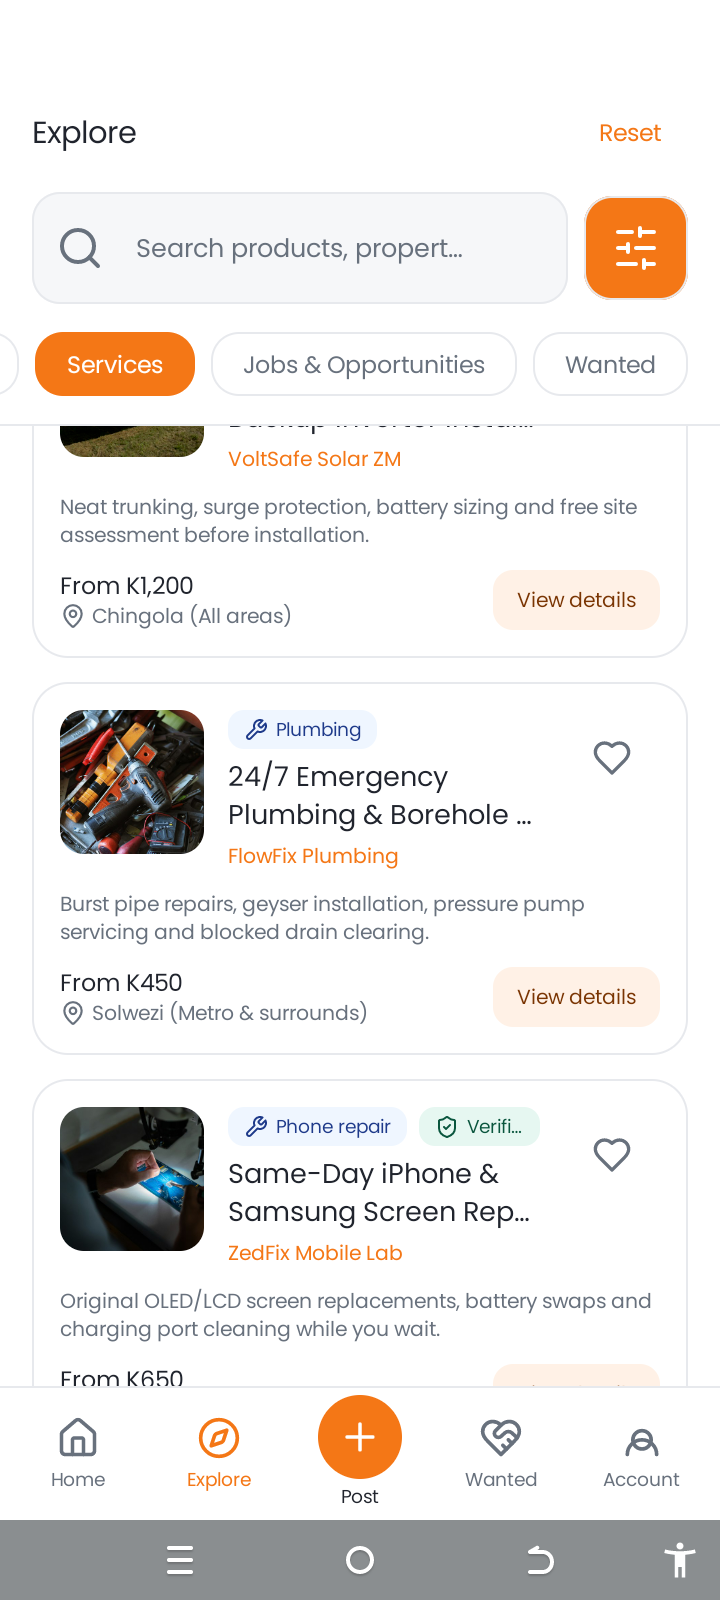 Explore
Reset
Search products, propert...
Services
Jobs & Opportunities
Wanted
Backup Inverter Install...
VoltSafe Solar ZM
Neat trunking, surge protection, battery sizing and free site
assessment before installation.
From K1,200
Chingola (All areas)
View details
Plumbing
24/7 Emergency
Plumbing & Borehole ...
FlowFix Plumbing
Burst pipe repairs, geyser installation, pressure pump
servicing and blocked drain clearing.
From K450
Solwezi (Metro & surrounds)
View details
Phone repair
Verifi...
Same-Day iPhone &
Samsung Screen Rep...
ZedFix Mobile Lab
Original OLED/LCD screen replacements, battery swaps and
charging port cleaning while you wait.
From K650
Home
Explore
Post
Wanted
Account